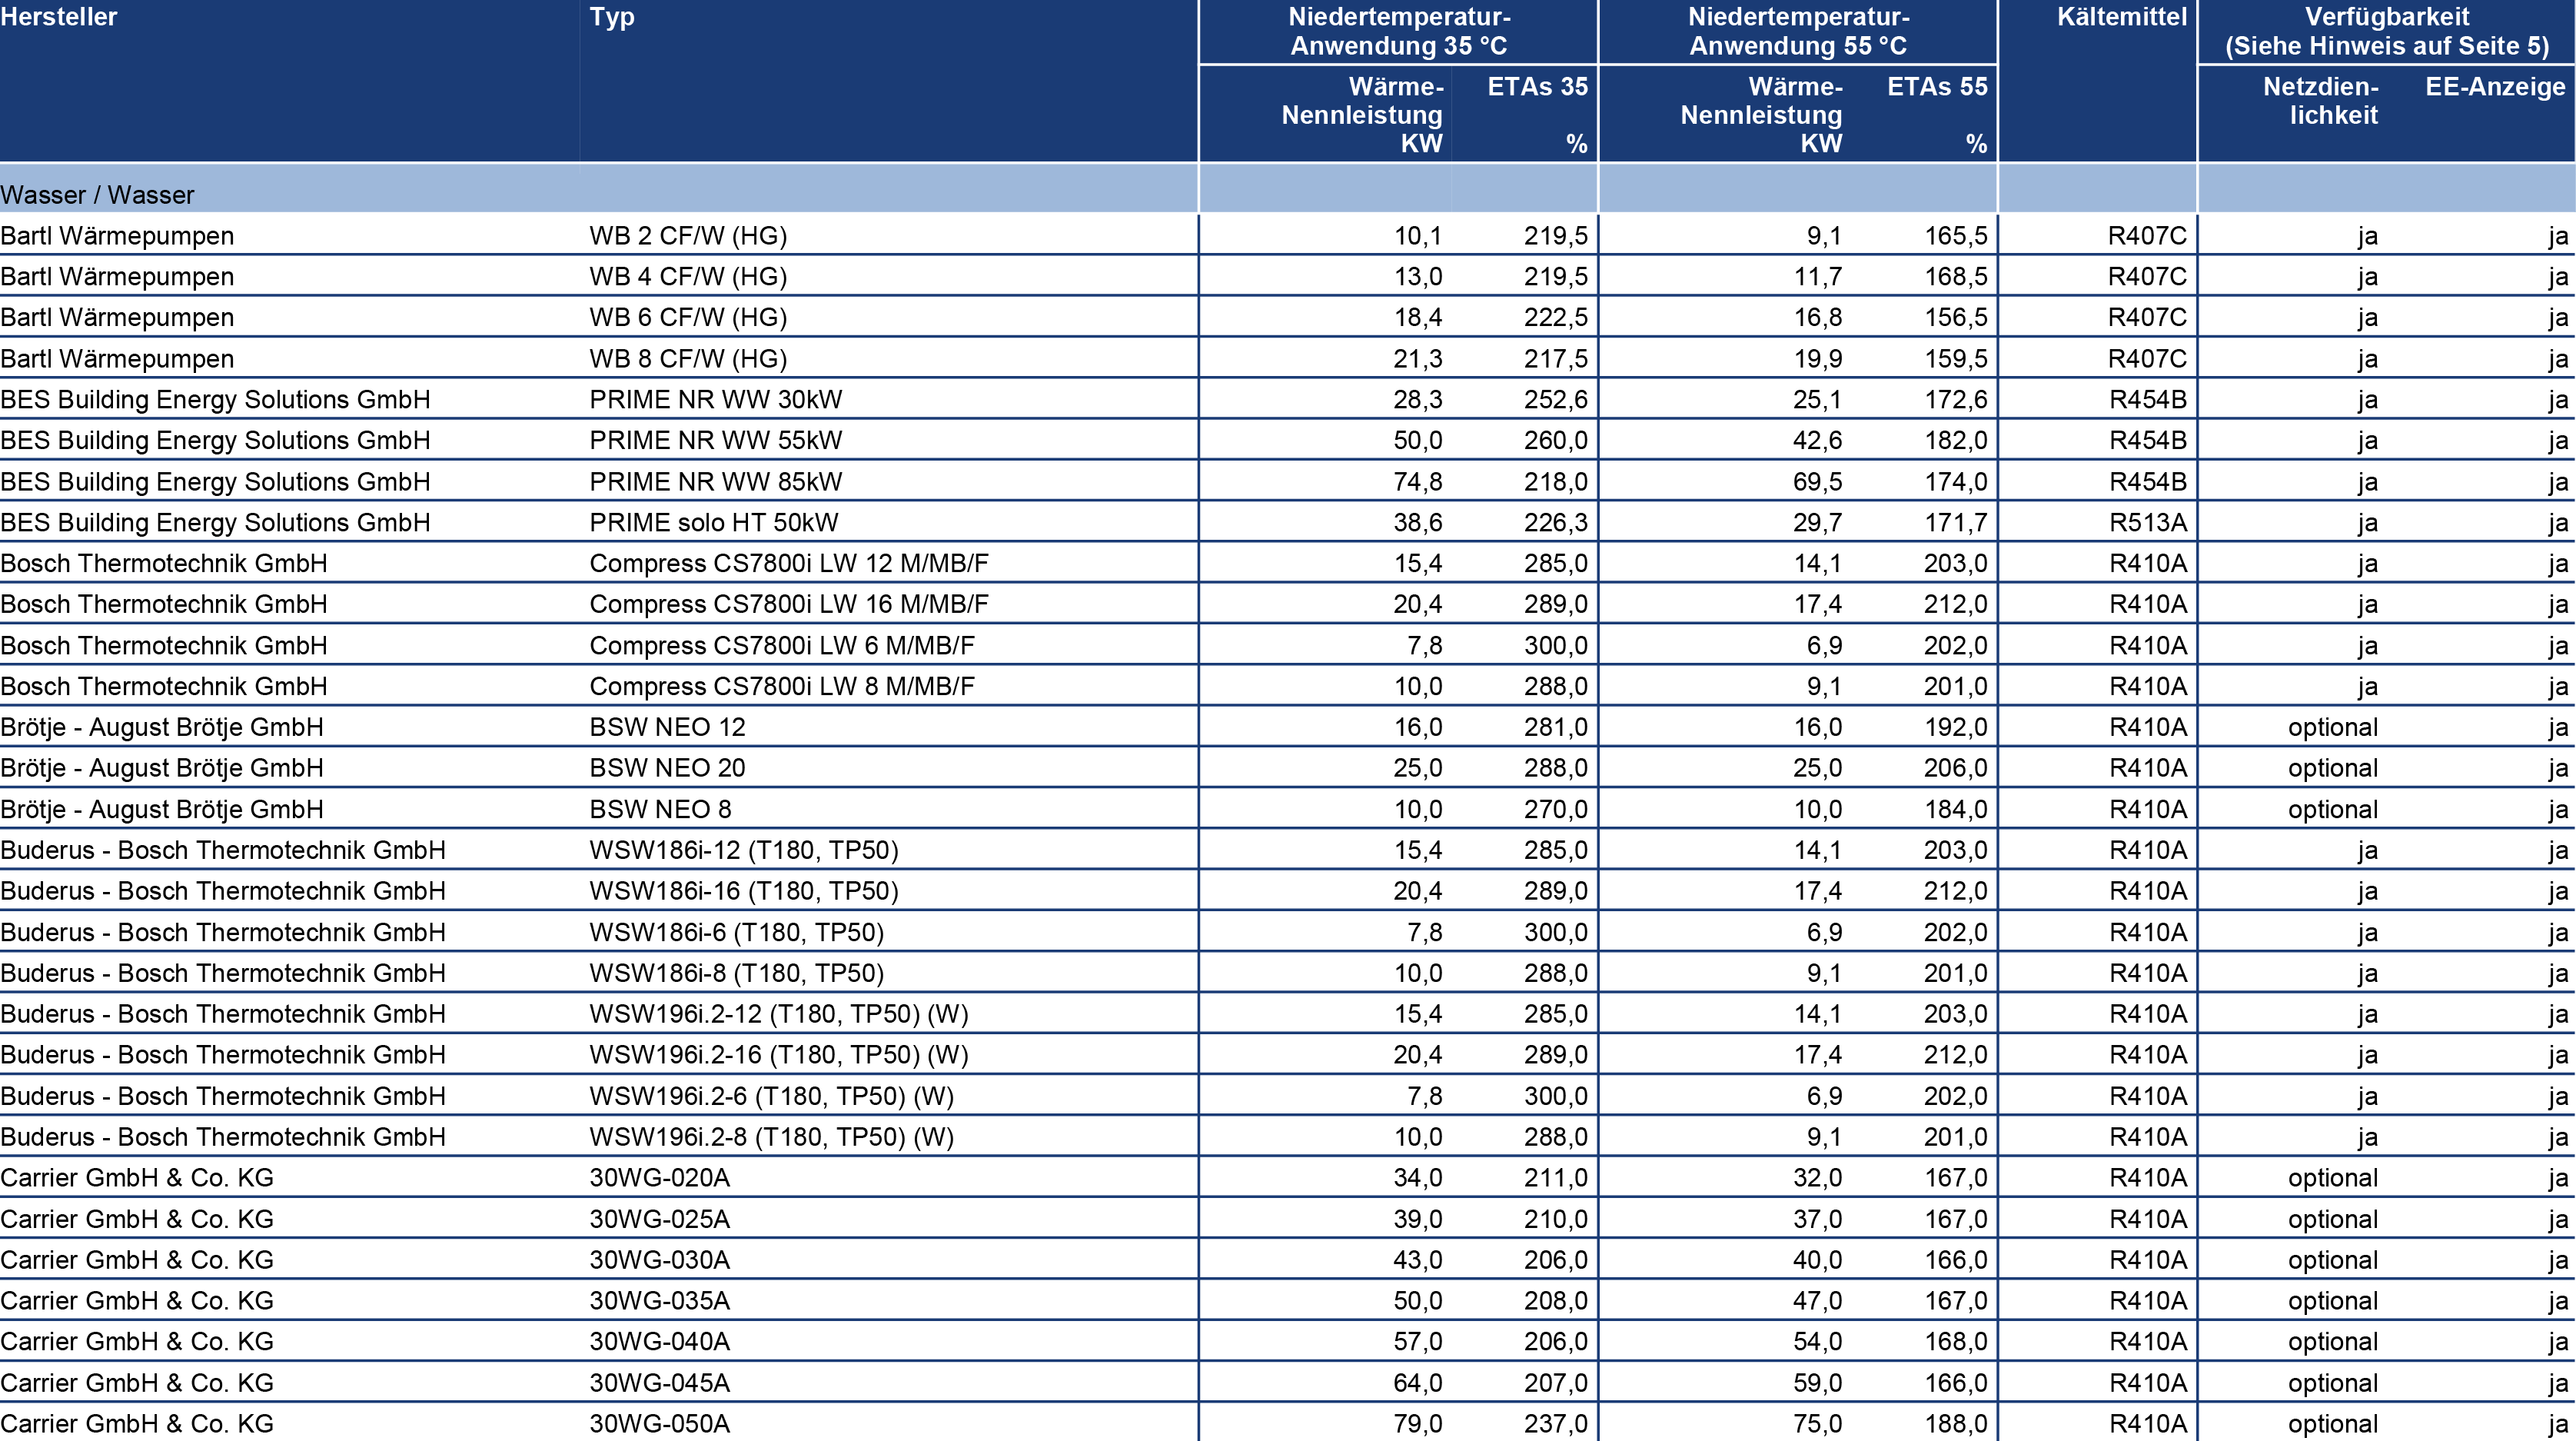 Hersteller Typ Niedertemperatur- Niedertemperatur- Kältemittel Verfügbarkeit
Anwendung 35 °C Anwendung 55 °C (Siehe Hinweis auf Seite 5)
Wärme- ETAs 35 Wärme- ETAs 55 Netzdien- EE-Anzeige
Nennleistung Nennleistung lichkeit
KW % KW %
Wasser / Wasser
Bartl Wärmepumpen WB 2 CF/W (HG) 10,1 219,5 9,1 165,5 R407C ja ja
Bartl Wärmepumpen WB 4 CF/W (HG) 13,0 219,5 11,7 168,5 R407C ja ja
Bartl Wärmepumpen WB 6 CF/W (HG) 18,4 222,5 16,8 156,5 R407C ja ja
Bartl Wärmepumpen WB 8 CF/W (HG) 21,3 217,5 19,9 159,5 R407C ja ja
BES Building Energy Solutions GmbH PRIME NR WW 30kW 28,3 252,6 25,1 172,6 R454B ja ja
BES Building Energy Solutions GmbH PRIME NR WW 55kW 50,0 260,0 42,6 182,0 R454B ja ja
BES Building Energy Solutions GmbH PRIME NR WW 85kW 74,8 218,0 69,5 174,0 R454B ja ja
BES Building Energy Solutions GmbH PRIME solo HT 50kW 38,6 226,3 29,7 171,7 R513A ja ja
Bosch Thermotechnik GmbH Compress CS7800i LW 12 M/MB/F 15,4 285,0 14,1 203,0 R410A ja ja
Bosch Thermotechnik GmbH Compress CS7800i LW 16 M/MB/F 20,4 289,0 17,4 212,0 R410A ja ja
Bosch Thermotechnik GmbH Compress CS7800i LW 6 M/MB/F 7,8 300,0 6,9 202,0 R410A ja ja
Bosch Thermotechnik GmbH Compress CS7800i LW 8 M/MB/F 10,0 288,0 9,1 201,0 R410A ja ja
Brötje - August Brötje GmbH BSW NEO 12 16,0 281,0 16,0 192,0 R410A optional ja
Brötje - August Brötje GmbH BSW NEO 20 25,0 288,0 25,0 206,0 R410A optional ja
Brötje - August Brötje GmbH BSW NEO 8 10,0 270,0 10,0 184,0 R410A optional ja
Buderus - Bosch Thermotechnik GmbH WSW186i-12 (T180, TP50) 15,4 285,0 14,1 203,0 R410A ja ja
Buderus - Bosch Thermotechnik GmbH WSW186i-16 (T180, TP50) 20,4 289,0 17,4 212,0 R410A ja ja
Buderus - Bosch Thermotechnik GmbH WSW186i-6 (T180, TP50) 7,8 300,0 6,9 202,0 R410A ja ja
Buderus - Bosch Thermotechnik GmbH WSW186i-8 (T180, TP50) 10,0 288,0 9,1 201,0 R410A ja ja
Buderus - Bosch Thermotechnik GmbH WSW196i.2-12 (T180, TP50) (W) 15,4 285,0 14,1 203,0 R410A ja ja
Buderus - Bosch Thermotechnik GmbH WSW196i.2-16 (T180, TP50) (W) 20,4 289,0 17,4 212,0 R410A ja ja
Buderus - Bosch Thermotechnik GmbH WSW196i.2-6 (T180, TP50) (W) 7,8 300,0 6,9 202,0 R410A ja ja
Buderus - Bosch Thermotechnik GmbH WSW196i.2-8 (T180, TP50) (W) 10,0 288,0 9,1 201,0 R410A ja ja
Carrier GmbH & Co. KG 30WG-020A 34,0 211,0 32,0 167,0 R410A optional ja
Carrier GmbH & Co. KG 30WG-025A 39,0 210,0 37,0 167,0 R410A optional ja
Carrier GmbH & Co. KG 30WG-030A 43,0 206,0 40,0 166,0 R410A optional ja
Carrier GmbH & Co. KG 30WG-035A 50,0 208,0 47,0 167,0 R410A optional ja
Carrier GmbH & Co. KG 30WG-040A 57,0 206,0 54,0 168,0 R410A optional ja
Carrier GmbH & Co. KG 30WG-045A 64,0 207,0 59,0 166,0 R410A optional ja
Carrier GmbH & Co. KG 30WG-050A 79,0 237,0 75,0 188,0 R410A optional ja